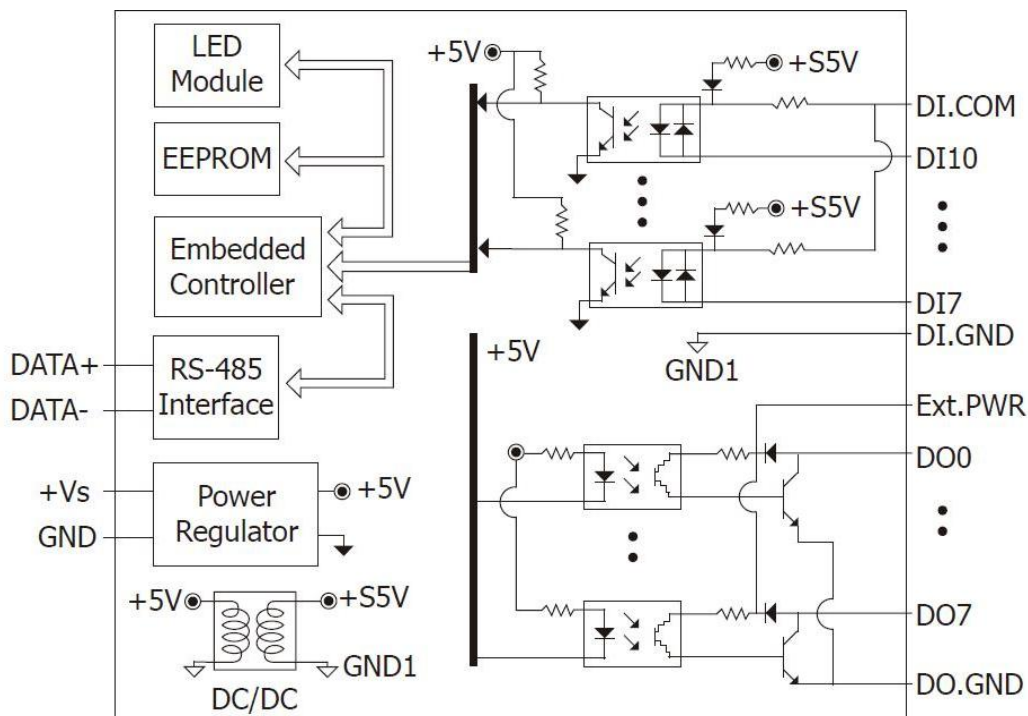 LED
Module
EEPROM
Embedded
Controller
RS-485
Interface
DATA+
DATA-
Power
Regulator
+Vs
GND
+5V
+5V
+S5V
GND1
DC/DC
+5V
+S5V
DI.COM
DI10
+S5V
DI7
DI.GND
GND1
+5V
Ext.PWR
DO0
DO7
DO.GND